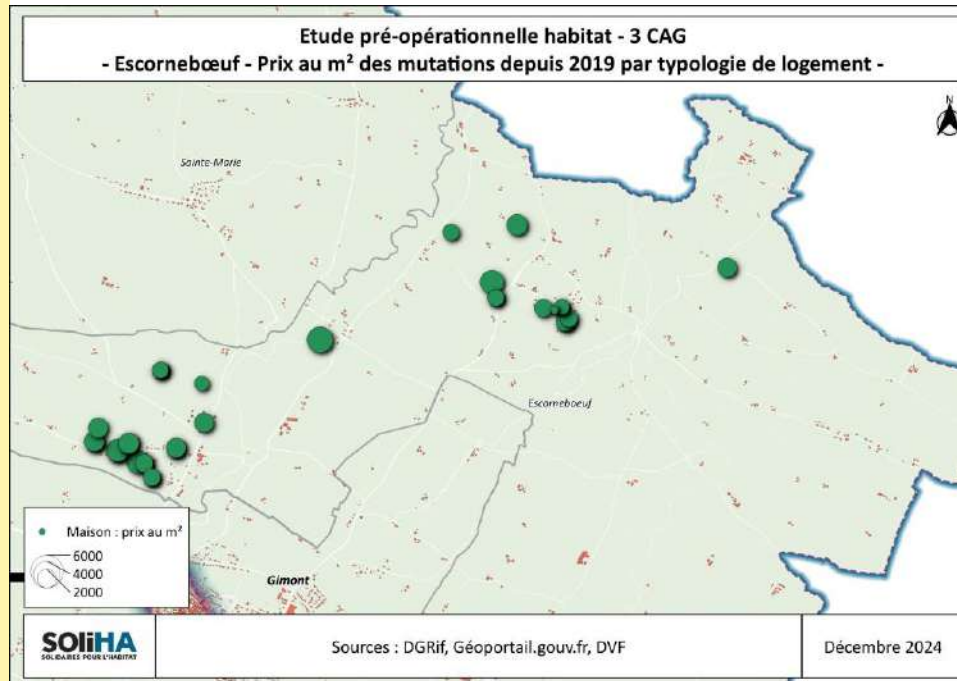 Etude pré-opérationnelle habitat - 3 CAG
- Escornebœuf - Prix au m² des mutations depuis 2019 par typologie de logement -
N
Sainte-Marie
Escorneboeuf
Maison : prix au m²
6000
4000
2000
Gimont
SOliHA
SOLIDAIRES POUR L'HABITAT
Sources : DGRif, Géoportail.gouv.fr, DVF
Décembre 2024